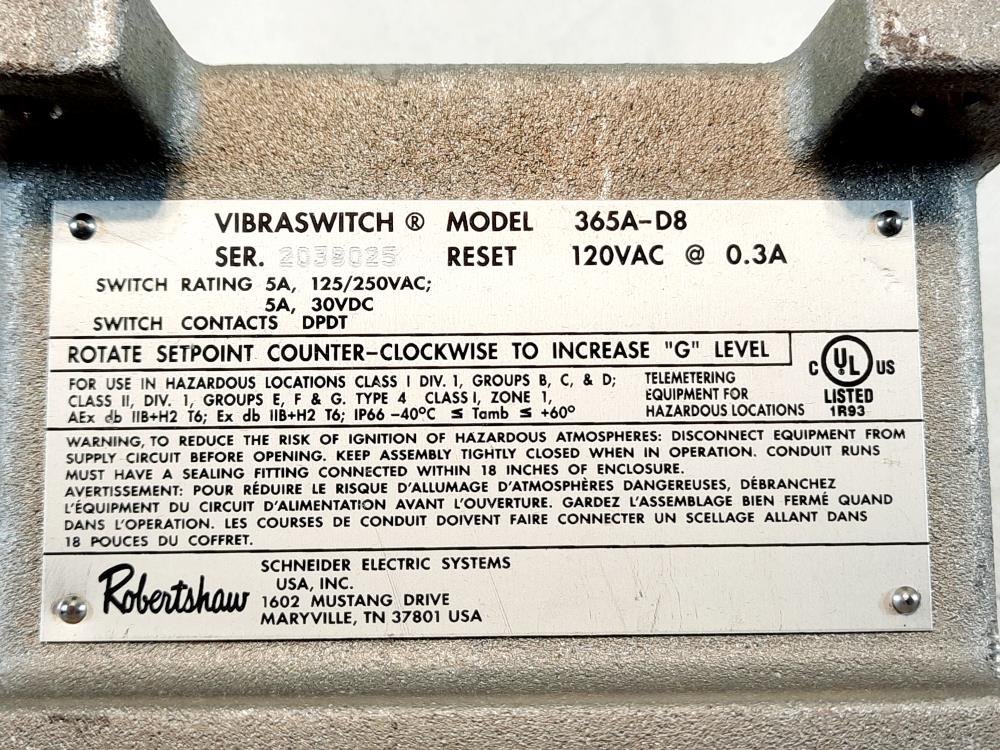 VIBRASWITCH ® MODEL 365A-D8
SER. 2038025 RESET 120VAC @ 0.3A
SWITCH RATING 5A, 125/250VAC;
5A, 30VDC
SWITCH CONTACTS DPDT
ROTATE SETPOINT COUNTER-CLOCKWISE TO INCREASE "G" LEVEL
FOR USE IN HAZARDOUS LOCATIONS CLASS I DIV. 1, GROUPS B, C, & D;
CLASS II, DIV. 1, GROUPS E, F & G. TYPE 4 CLASS I, ZONE 1,
AEx db IIB+H2 T6; Ex db IIB+H2 T6; IP66 -40°C ≤ Tamb ≤ +60°
TELEMETERING
EQUIPMENT FOR
HAZARDOUS LOCATIONS
C UL US
LISTED
1R93
WARNING, TO REDUCE THE RISK OF IGNITION OF HAZARDOUS ATMOSPHERES: DISCONNECT EQUIPMENT FROM
SUPPLY CIRCUIT BEFORE OPENING. KEEP ASSEMBLY TIGHTLY CLOSED WHEN IN OPERATION. CONDUIT RUNS
MUST HAVE A SEALING FITTING CONNECTED WITHIN 18 INCHES OF ENCLOSURE.
AVERTISSEMENT: POUR RÉDUIRE LE RISQUE D'ALLUMAGE D'ATMOSPHÈRES DANGEREUSES, DÉBRANCHEZ
L'ÉQUIPEMENT DU CIRCUIT D'ALIMENTATION AVANT L'OUVERTURE. GARDEZ L'ASSEMBLAGE BIEN FERMÉ QUAND
DANS L'OPERATION. LES COURSES DE CONDUIT DOIVENT FAIRE CONNECTER UN SCELLAGE ALLANT DANS
18 POUCES DU COFFRET.
Robertshaw
SCHNEIDER ELECTRIC SYSTEMS
USA, INC.
1602 MUSTANG DRIVE
MARYVILLE, TN 37801 USA